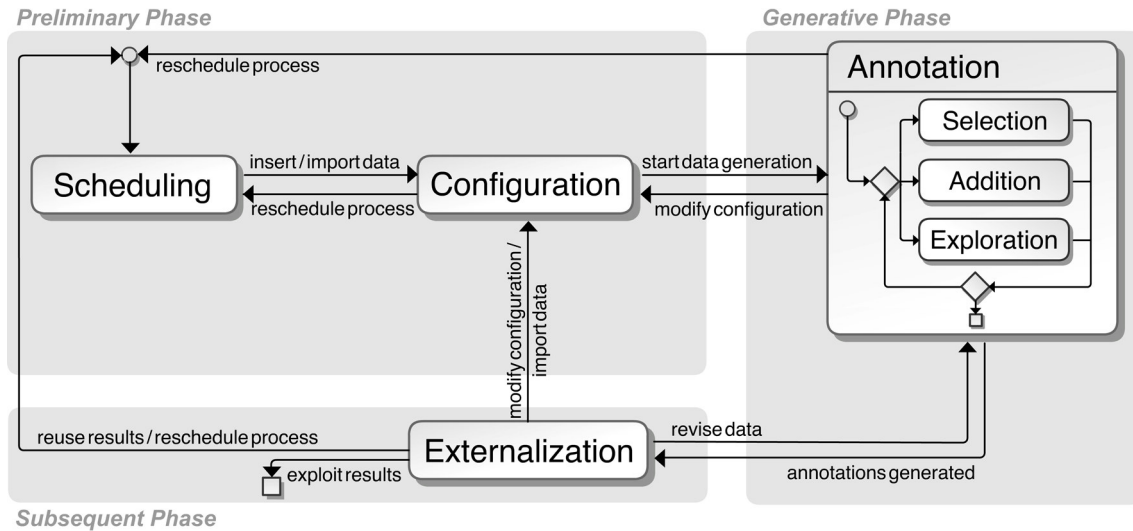 Preliminary Phase
Generative Phase
reschedule process
Annotation
Selection
Addition
Exploration
Scheduling
insert / import data
reschedule process
Configuration
start data generation
modify configuration
modify configuration /
import data
reuse results / reschedule process
exploit results
Externalization
revise data
annotations generated
Subsequent Phase